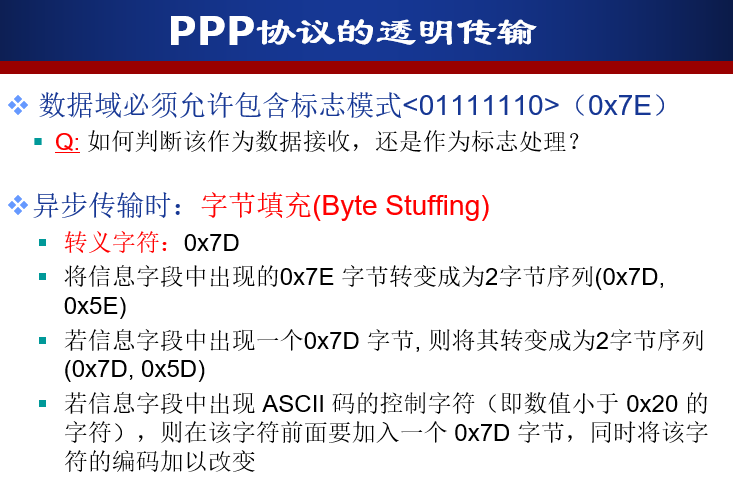 PPP协议的透明传输
数据域必须允许包含标志模式<01111110>（0x7E）
Q: 如何判断该作为数据接收，还是作为标志处理？
异步传输时：字节填充(Byte Stuffing)
转义字符：0x7D
将信息字段中出现的0x7E 字节转变成为2字节序列(0x7D,
0x5E)
若信息字段中出现一个0x7D 字节, 则将其转变成为2字节序列
(0x7D, 0x5D)
若信息字段中出现 ASCII 码的控制字符（即数值小于 0x20 的
字符），则在该字符前面要加入一个 0x7D 字节，同时将该字
符的编码加以改变